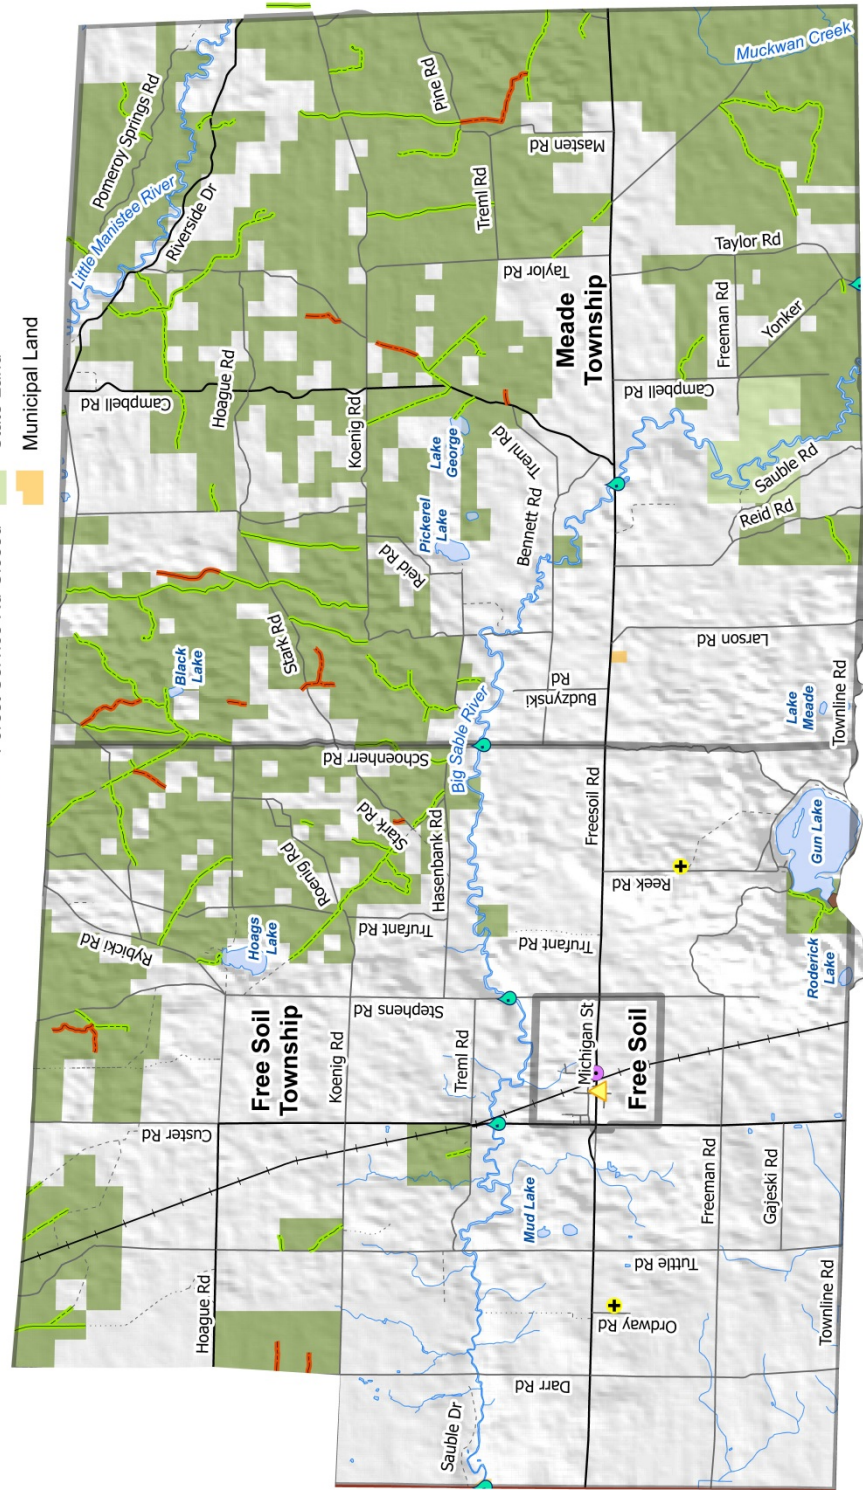 Municipal Land
Muckwan Creek
Pine Rd
Pomeroy Springs Rd
Masten Rd
Treml Rd
Little Manistee River
Riverside Dr
Taylor Rd
Taylor Rd
Meade
Township
Freeman Rd
Yonker
Campbell Rd
Hoague Rd
Campbell Rd
Koenig Rd
Lake
George
Treml Rd
Sauble Rd
Pickerel
Lake
Bennett Rd
Reid Rd
Reid Rd
Stark Rd
Larson Rd
Black
Lake
Budzynski
Rd
Big Sable River
Lake
Meade
Townline Rd
Schoenherr Rd
Freesoil Rd
Stark Rd
Hasenbank Rd
Gun Lake
Roenig Rd
Reek Rd
Trufant Rd
Trufant Rd
Rybicki Rd
Hoags
Lake
Roderick
Lake
Stephens Rd
Free Soil
Township
Koenig Rd
Treml Rd
Michigan St
Free Soil
Custer Rd
Mud Lake
Freeman Rd
Gajeski Rd
Tuttle Rd
Hoague Rd
Ordway Rd
Townline Rd
Darr Rd
Sauble Dr